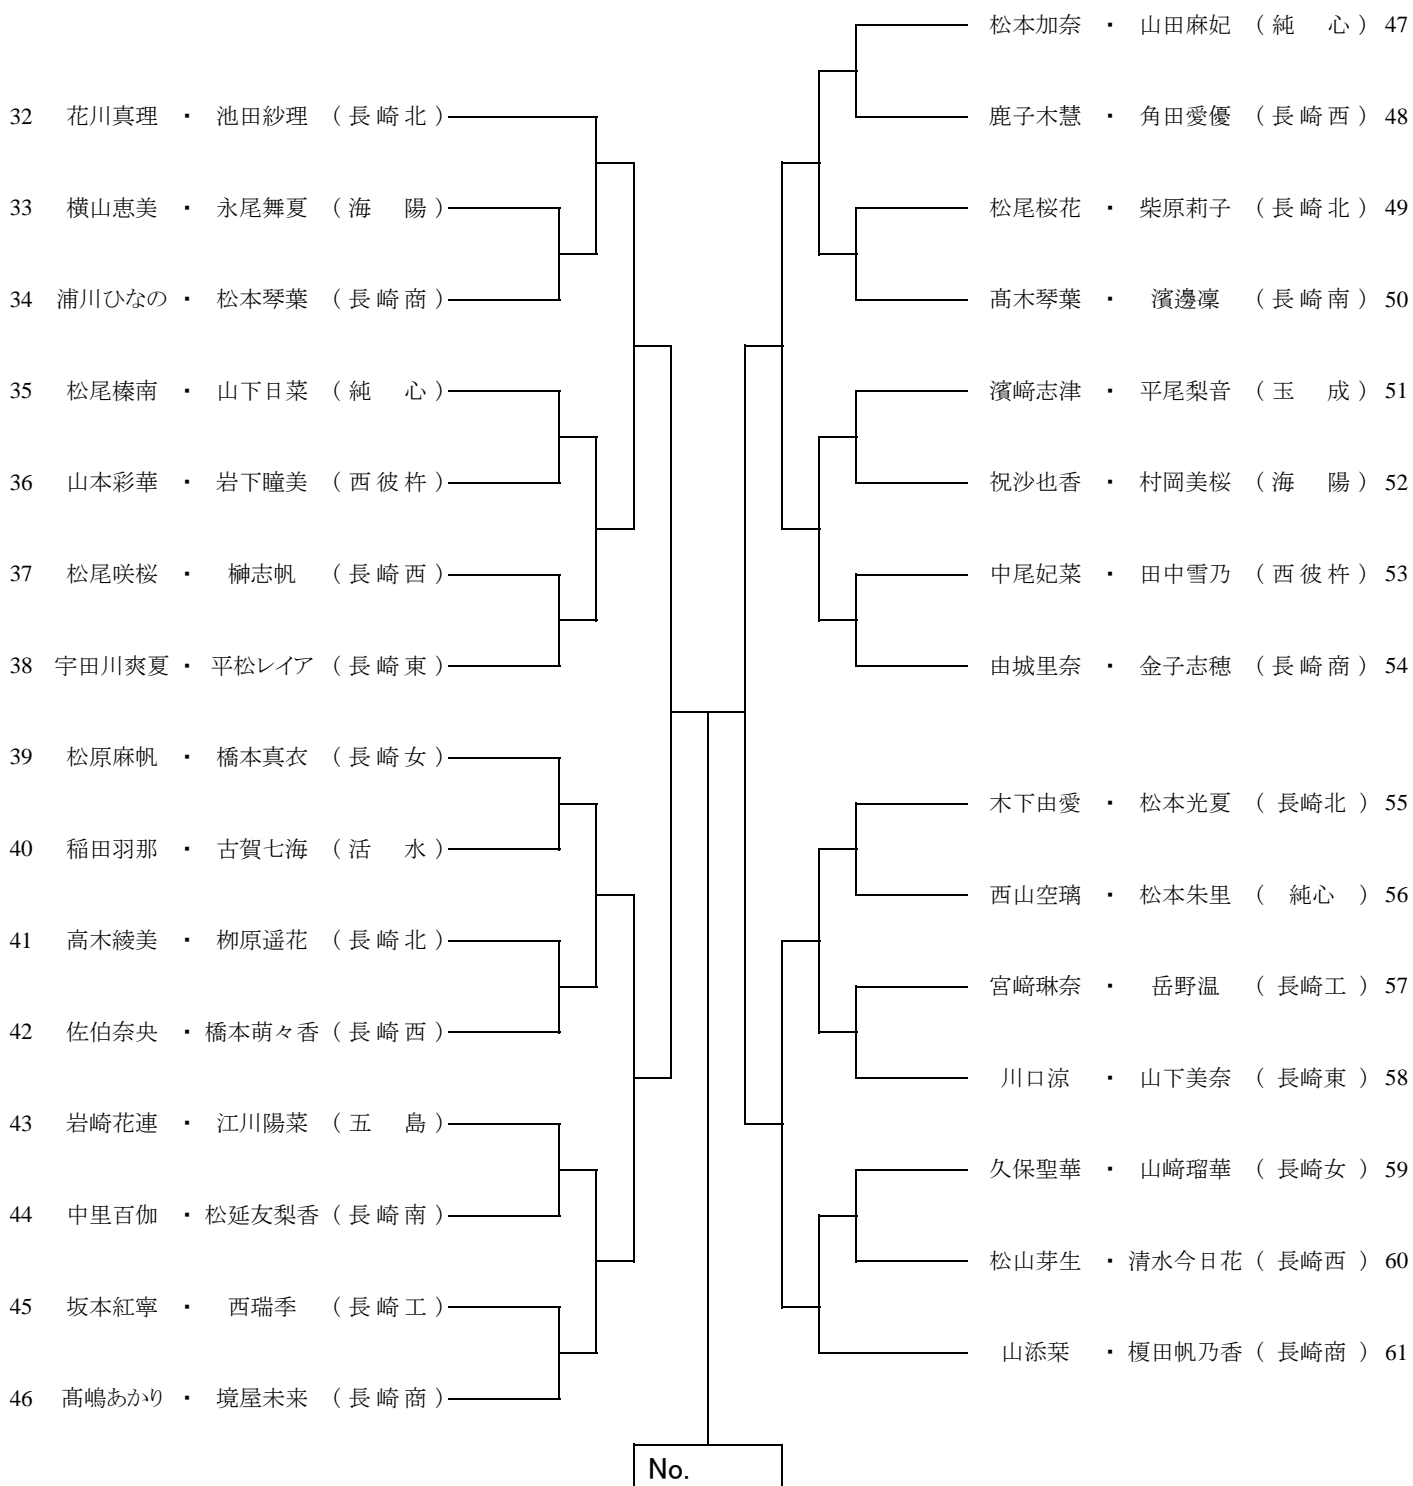 32 花川真理 ・ 池田紗理 （長崎北）
33 横山恵美 ・ 永尾舞夏 （海 陽）
34 浦川ひなの ・ 松本琴葉 （長崎商）
35 松尾榛南 ・ 山下日菜 （純 心）
36 山本彩華 ・ 岩下瞳美 （西彼杵）
37 松尾咲桜 ・ 榊志帆 （長崎西）
38 宇田川爽夏 ・ 平松レイア （長崎東）
39 松原麻帆 ・ 橋本真衣 （長崎女）
40 稲田羽那 ・ 古賀七海 （活 水）
41 高木綾美 ・ 栁原遥花 （長崎北）
42 佐伯奈央 ・ 橋本萌々香 （長崎西）
43 岩崎花連 ・ 江川陽菜 （五 島）
44 中里百伽 ・ 松延友梨香 （長崎南）
45 坂本紅寧 ・ 西瑞季 （長崎工）
46 髙嶋あかり ・ 境屋未来 （長崎商）
松本加奈 ・ 山田麻妃 （純 心） 47
鹿子木慧 ・ 角田愛優 （長崎西） 48
松尾桜花 ・ 柴原莉子 （長崎北） 49
髙木琴葉 ・ 濱邊凜 （長崎南） 50
濱﨑志津 ・ 平尾梨音 （玉 成） 51
祝沙也香 ・ 村岡美桜 （海 陽） 52
中尾妃菜 ・ 田中雪乃 （西彼杵） 53
由城里奈 ・ 金子志穂 （長崎商） 54
木下由愛 ・ 松本光夏 （長崎北） 55
西山空璃 ・ 松本朱里 （ 純心 ） 56
宮﨑琳奈 ・ 岳野温 （長崎工） 57
川口涼 ・ 山下美奈 （長崎東） 58
久保聖華 ・ 山﨑瑠華 （長崎女） 59
松山芽生 ・ 清水今日花 （長崎西） 60
山添栞 ・ 榎田帆乃香 （長崎商） 61
No.